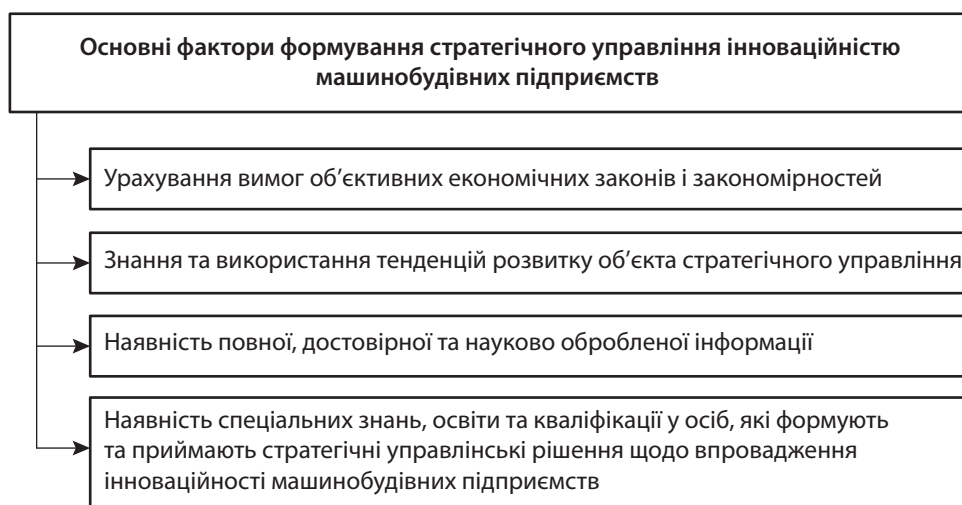 Основні фактори формування стратегічного управління інноваційністю
машинобудівних підприємств
Урахування вимог об’єктивних економічних законів і закономірностей
Знання та використання тенденцій розвитку об’єкта стратегічного управління
Наявність повної, достовірної та науково обробленої інформації
Наявність спеціальних знань, освіти та кваліфікації у осіб, які формують
та приймають стратегічні управлінські рішення щодо впровадження
інноваційності машинобудівних підприємств